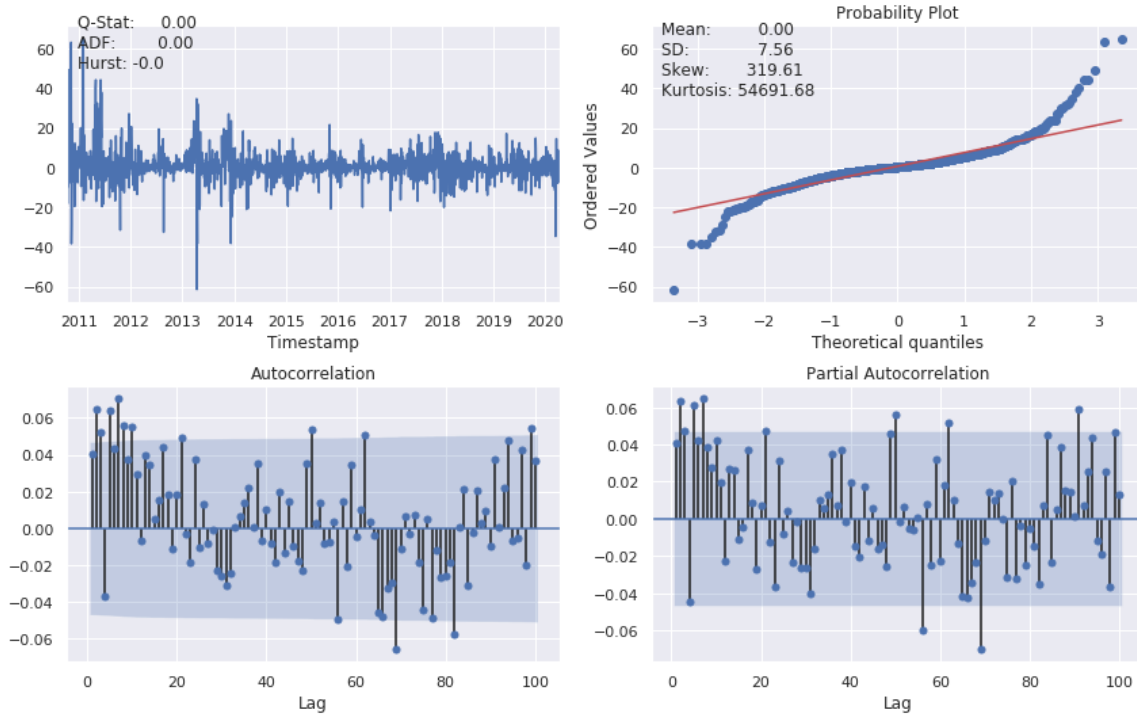 Q-Stat: 0.00
ADF: 0.00
Hurst: -0.0
60
40
20
0
−20
−40
−60
2011 2012 2013 2014 2015 2016 2017 2018 2019 2020
Timestamp
Probability Plot
Mean: 0.00
SD: 7.56
Skew: 319.61
Kurtosis: 54691.68
Ordered Values
60
40
20
0
−20
−40
−60
−3 −2 −1 0 1 2 3
Theoretical quantiles
Autocorrelation
0.06
0.04
0.02
0.00
−0.02
−0.04
−0.06
0 20 40 60 80 100
Lag
Partial Autocorrelation
0.06
0.04
0.02
0.00
−0.02
−0.04
−0.06
0 20 40 60 80 100
Lag